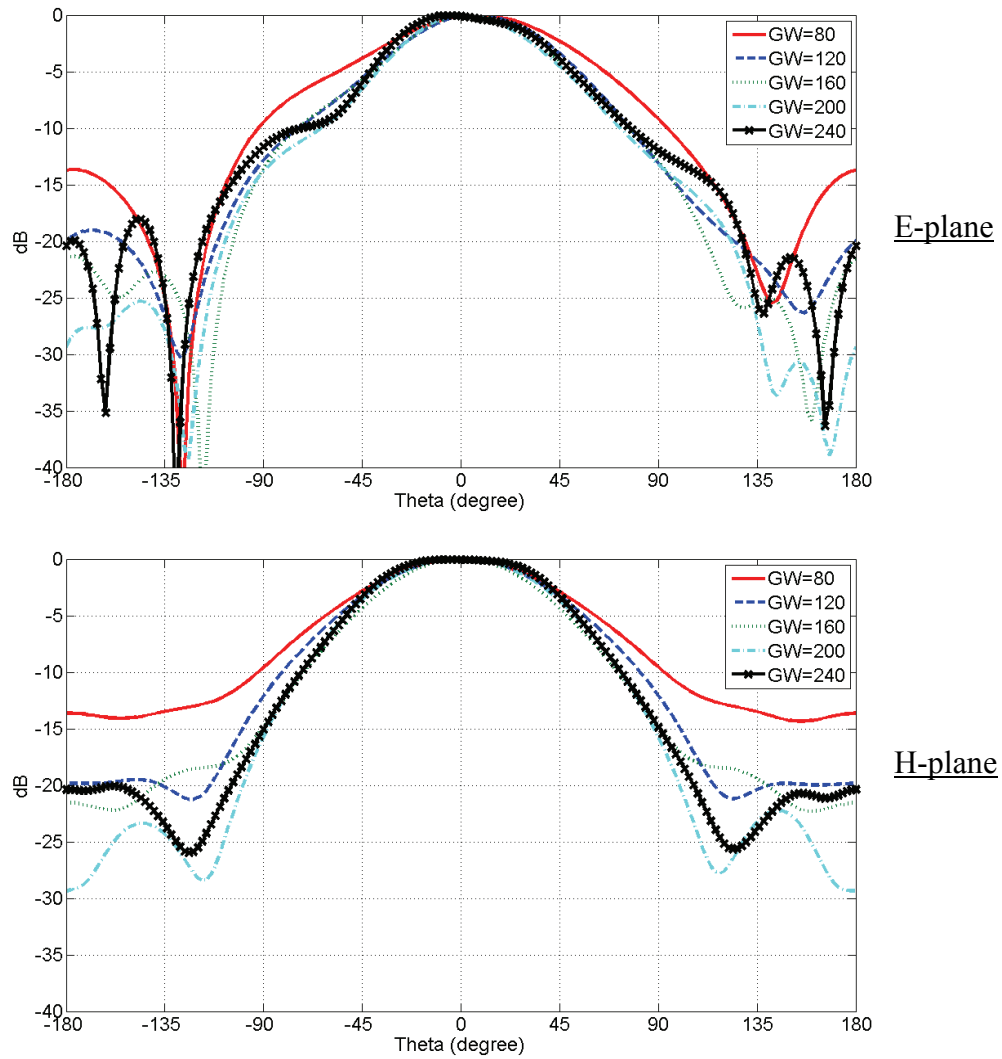 0
-5
-10
-15
-20
-25
-30
-35
-40
dB
-180 -135 -90 -45 0 45 90 135 180
Theta (degree)
GW=80
GW=120
GW=160
GW=200
GW=240
E-plane
0
-5
-10
-15
-20
-25
-30
-35
-40
dB
-180 -135 -90 -45 0 45 90 135 180
Theta (degree)
GW=80
GW=120
GW=160
GW=200
GW=240
H-plane